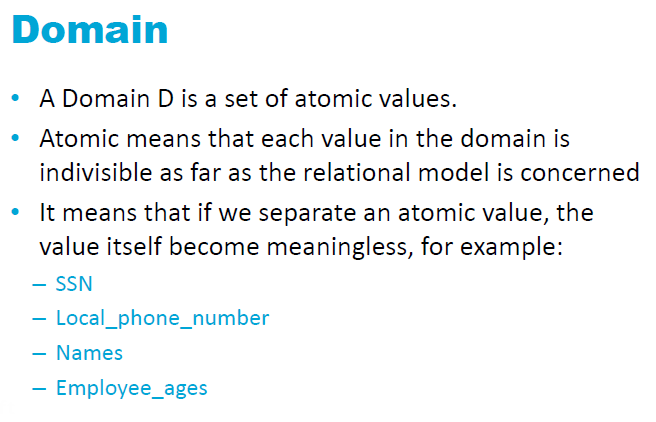 Domain
• A Domain D is a set of atomic values.
• Atomic means that each value in the domain is
indivisible as far as the relational model is concerned
• It means that if we separate an atomic value, the
value itself become meaningless, for example:
– SSN
– Local_phone_number
– Names
– Employee_ages